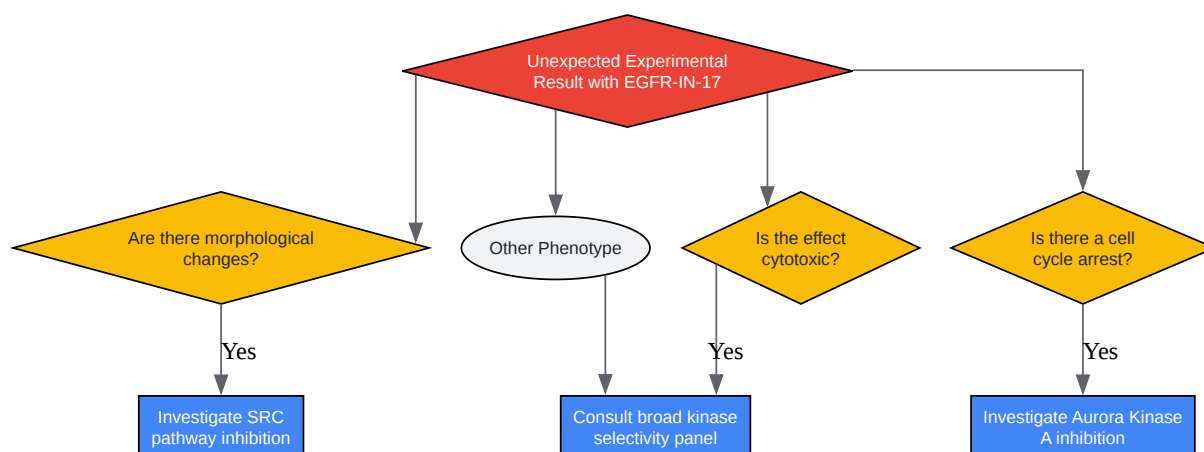 Unexpected Experimental
Result with EGFR-IN-17
Are there morphological
changes?
Other Phenotype
Is the effect
cytotoxic?
Is there a cell
cycle arrest?
Yes
Yes
Yes
Investigate SRC
pathway inhibition
Consult broad kinase
selectivity panel
Investigate Aurora Kinase
A inhibition